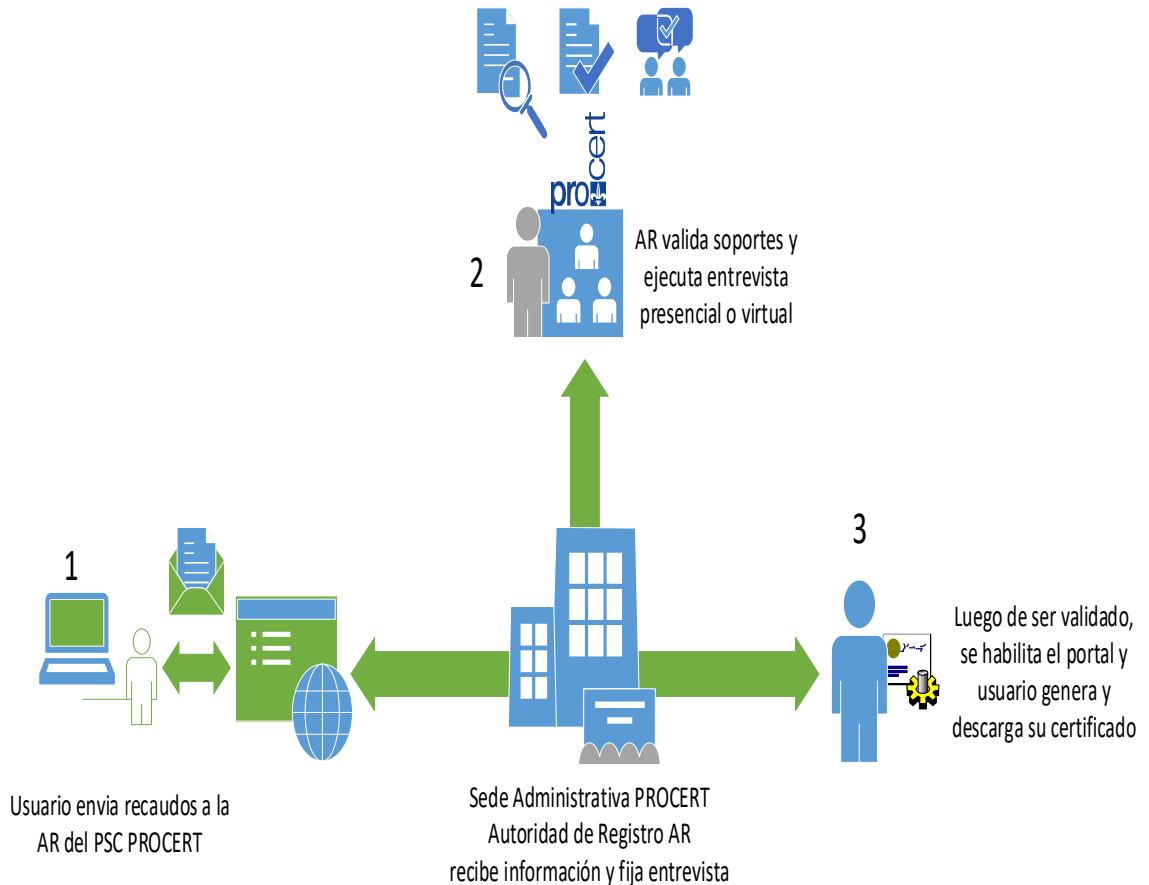 procert
2
AR valida soportes y
ejecuta entrevista
presencial o virtual
1
3
Luego de ser validado,
se habilita el portal y
usuario genera y
descarga su certificado
Usuario envia recaudos a la
AR del PSC PROCERT
Sede Administrativa PROCERT
Autoridad de Registro AR
recibe información y fija entrevista